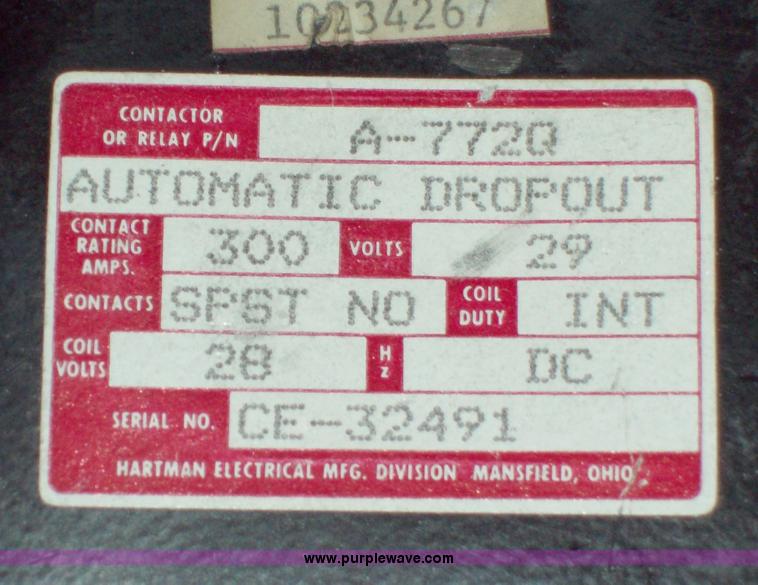 10234267
CONTACTOR OR RELAY P/N A-772Q
AUTOMATIC DROPOUT
CONTACT RATING AMPS. 300 VOLTS 29
CONTACTS SPST NO COIL DUTY INT
COIL VOLTS 28 Hz DC
SERIAL NO. CE-32491
HARTMAN ELECTRICAL MFG. DIVISION MANSFIELD, OHIO
www.purplewave.com